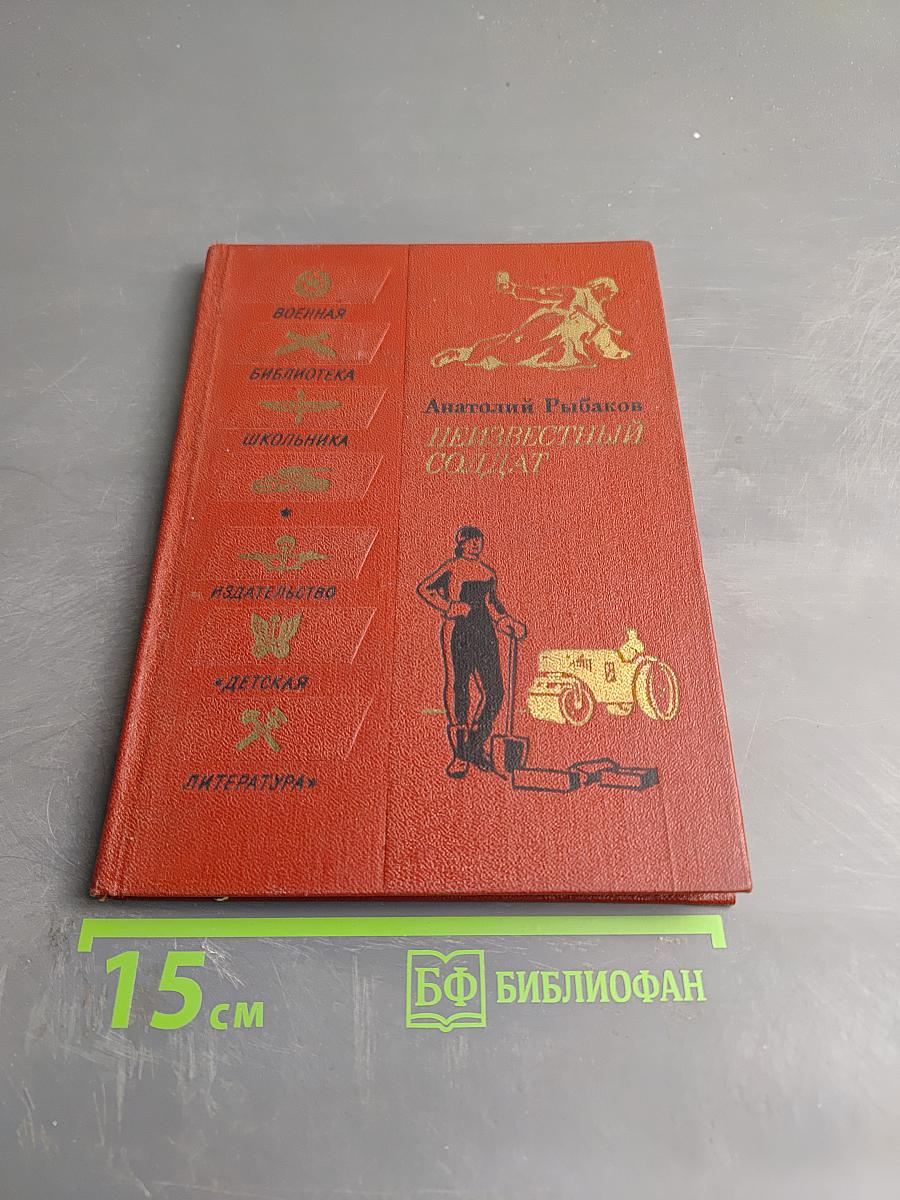 ВОЕННАЯ
БИБЛИОТЕКА
ШКОЛЬНИКА
*
ИЗДАТЕЛЬСТВО
«ДЕТСКАЯ
ЛИТЕРАТУРА»
Анатолий Рыбаков
НЕИЗВЕСТНЫЙ
СОЛДАТ
15 см
БФ БИБЛИОФАН